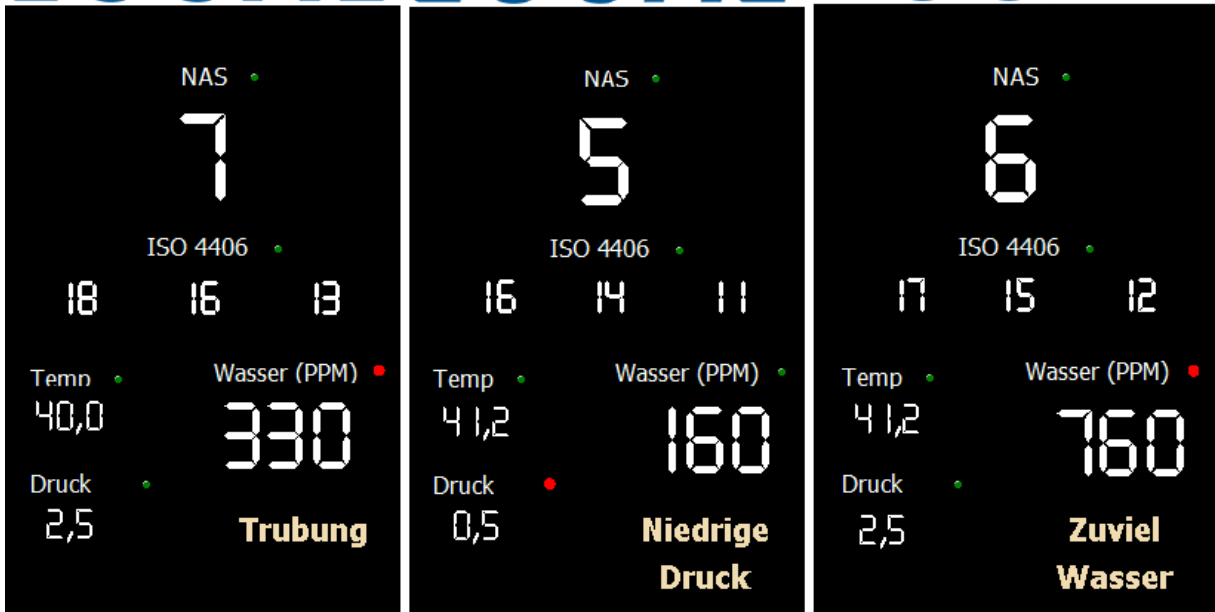 NAS
7
ISO 4406
18 16 13
Temp
40,0
Wasser (PPM)
330
Druck
2,5
Trubung
NAS
5
ISO 4406
16 14 11
Temp
41,2
Wasser (PPM)
160
Druck
0,5
Niedrige
Druck
NAS
6
ISO 4406
17 15 12
Temp
41,2
Wasser (PPM)
760
Druck
2,5
Zuviel
Wasser